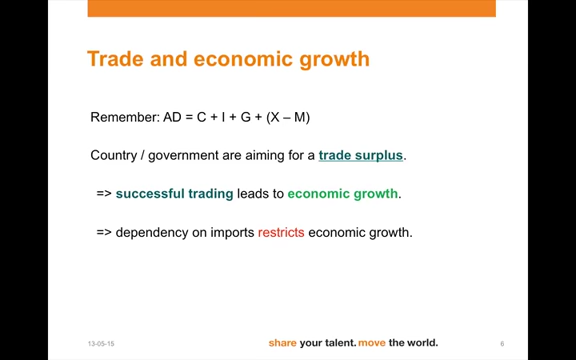 Trade and economic growth
Remember: AD = C + I + G + (X – M)
Country / government are aiming for a trade surplus.
=> successful trading leads to economic growth.
=> dependency on imports restricts economic growth.
13-05-15
share your talent. move the world.
6